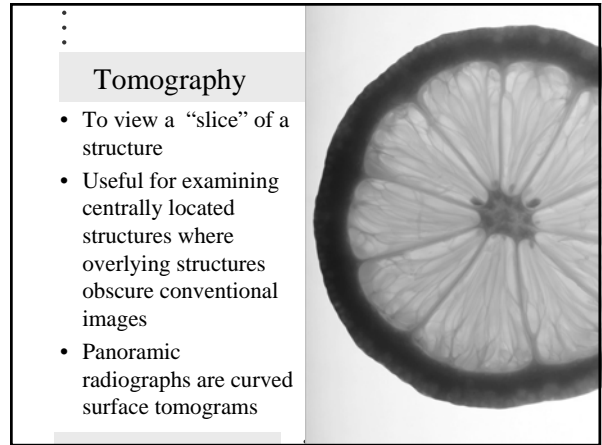 Tomography
• To view a “slice” of a
structure
• Useful for examining
centrally located
structures where
overlying structures
obscure conventional
images
• Panoramic
radiographs are curved
surface tomograms